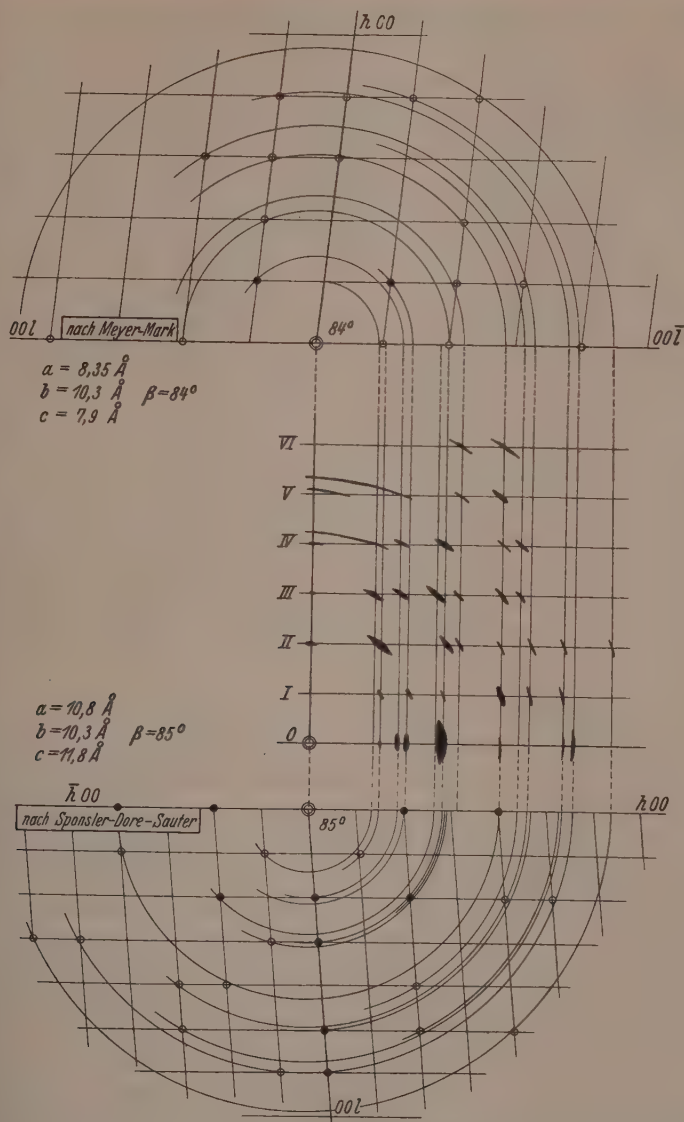 h00
00l
nach Meyer-Mark
84°
00l̅
a = 8,35 Å
b = 10,3 Å β=84°
c = 7,9 Å
VI
V
IV
III
II
I
0
a = 10,8 Å
b = 10,3 Å β=85°
c = 11,8 Å
h̅00
85°
h00
nach Sponsler-Dore-Sauter
00l